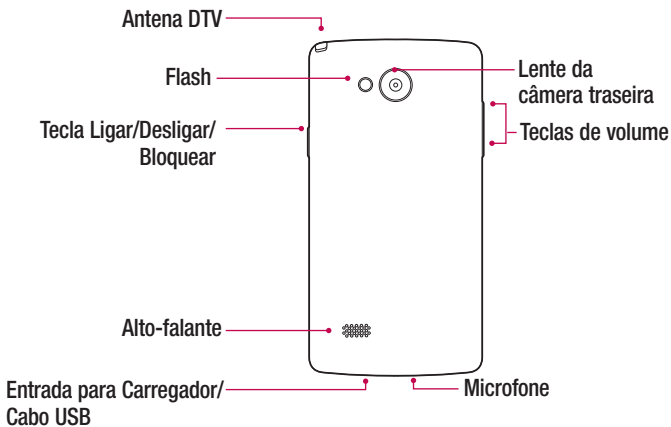 Antena DTV
Flash
Lente da
câmera traseira
Tecla Ligar/Desligar/
Bloquear
Teclas de volume
Alto-falante
Entrada para Carregador/
Cabo USB
Microfone